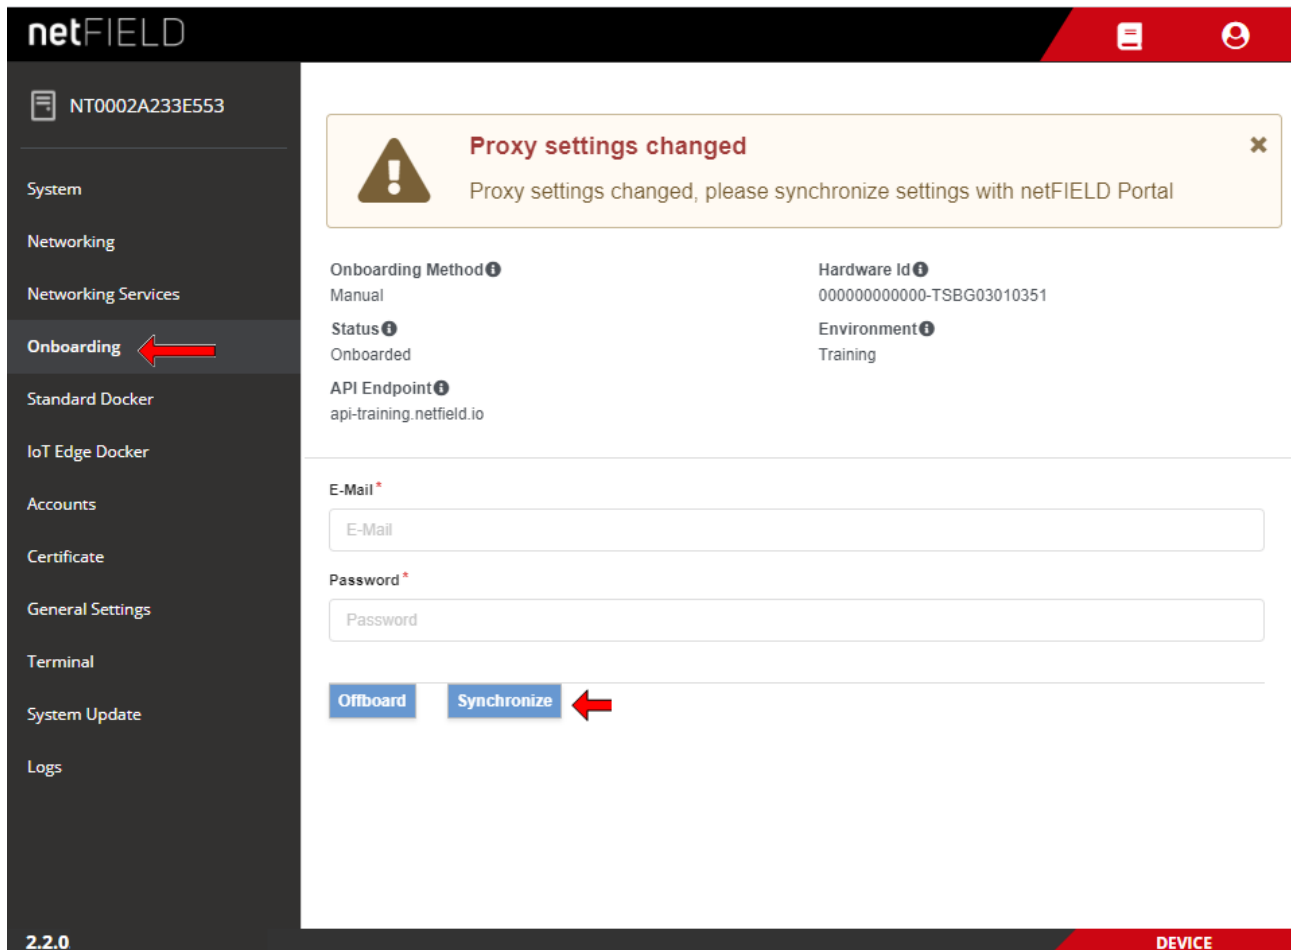 netFIELD
NT0002A233E553
System
Networking
Networking Services
Onboarding
Standard Docker
IoT Edge Docker
Accounts
Certificate
General Settings
Terminal
System Update
Logs
2.2.0
Proxy settings changed
Proxy settings changed, please synchronize settings with netFIELD Portal
Onboarding Method
Manual
Hardware Id
000000000000-TSBG03010351
Status
Onboarded
Environment
Training
API Endpoint
api-training.netfield.io
E-Mail*
E-Mail
Password*
Password
Offboard Synchronize
DEVICE